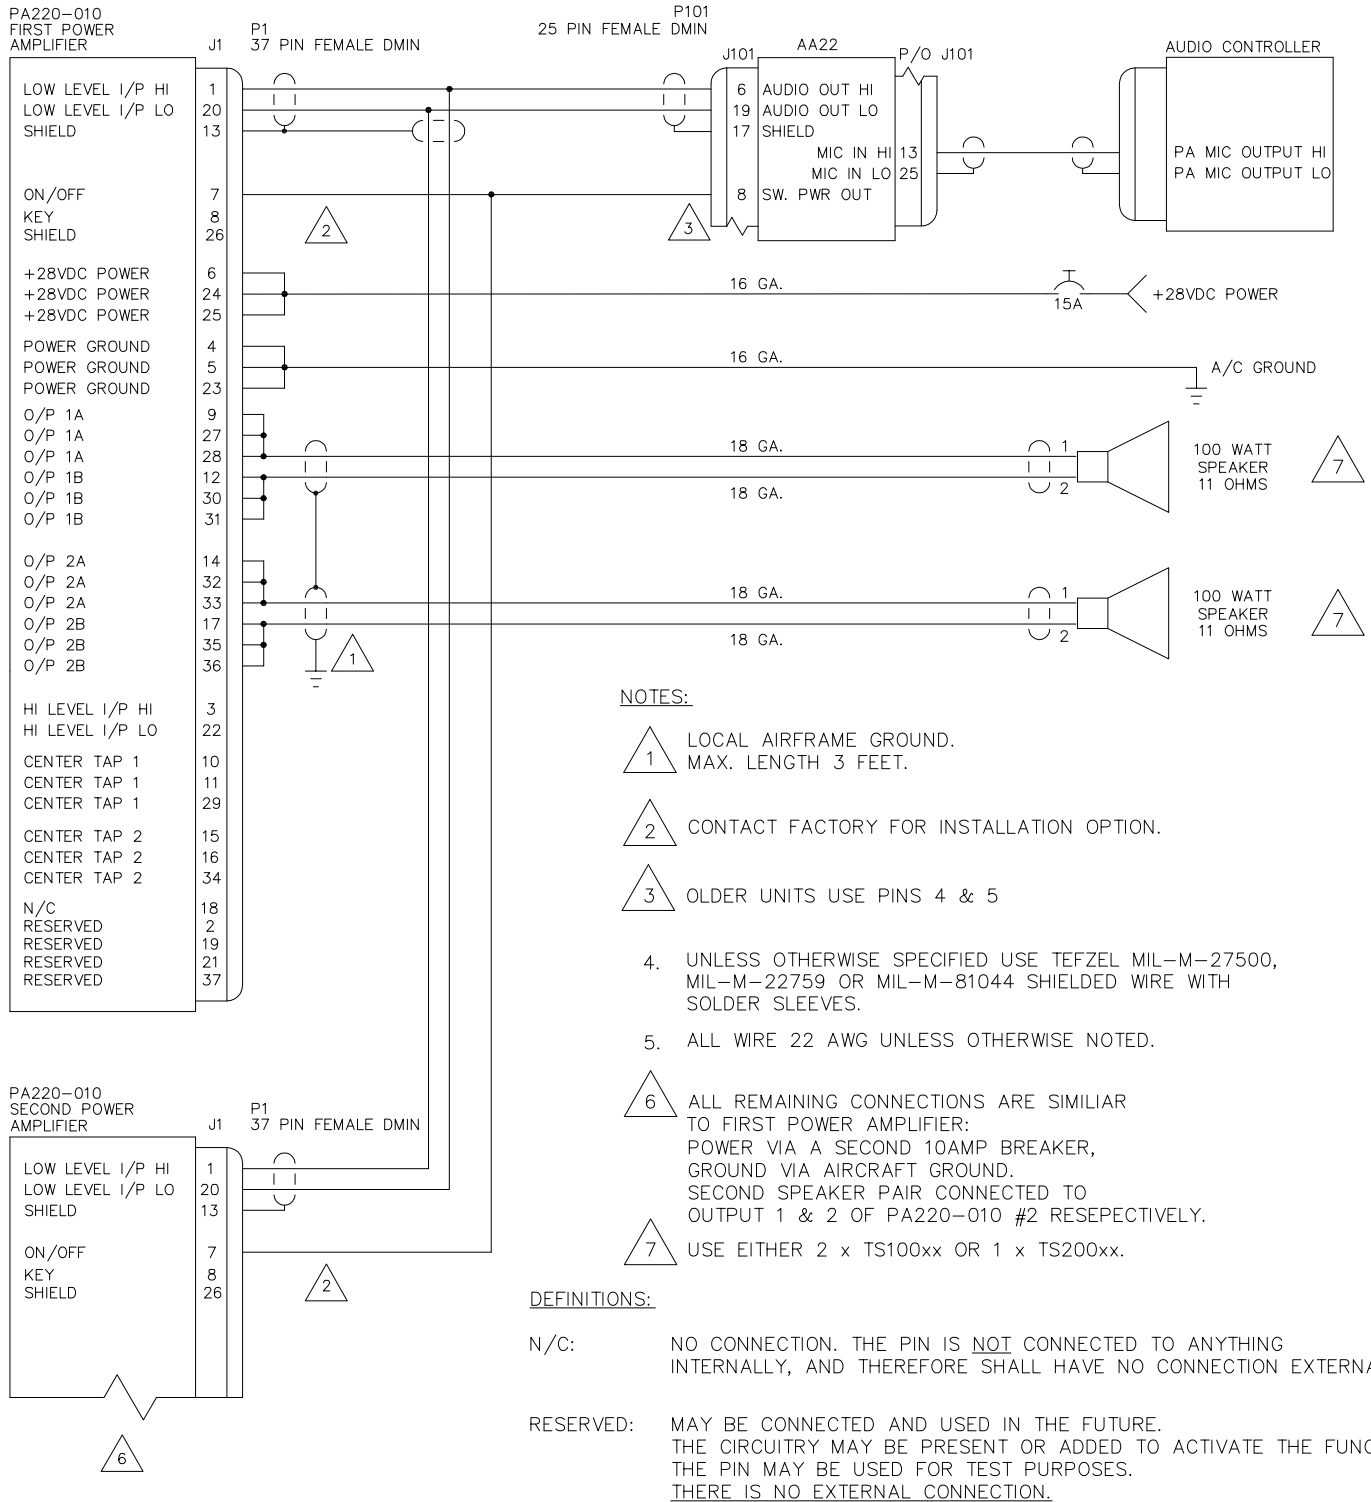 PA220-010
FIRST POWER
AMPLIFIER
J1
P1
37 PIN FEMALE DMIN
P101
25 PIN FEMALE DMIN
J101
AA22
P/O J101
AUDIO CONTROLLER
LOW LEVEL I/P HI 1
LOW LEVEL I/P LO 20
SHIELD 13
ON/OFF 7
KEY 8
SHIELD 26
+28VDC POWER 6
+28VDC POWER 24
+28VDC POWER 25
POWER GROUND 4
POWER GROUND 5
POWER GROUND 23
O/P 1A 9
O/P 1A 27
O/P 1A 28
O/P 1B 12
O/P 1B 30
O/P 1B 31
O/P 2A 14
O/P 2A 32
O/P 2A 33
O/P 2B 17
O/P 2B 35
O/P 2B 36
HI LEVEL I/P HI 3
HI LEVEL I/P LO 22
CENTER TAP 1 10
CENTER TAP 1 11
CENTER TAP 1 29
CENTER TAP 2 15
CENTER TAP 2 16
CENTER TAP 2 34
N/C 18
RESERVED 2
RESERVED 19
RESERVED 21
RESERVED 37
2
3
6 AUDIO OUT HI
19 AUDIO OUT LO
17 SHIELD
MIC IN HI 13
MIC IN LO 25
8 SW. PWR OUT
PA MIC OUTPUT HI
PA MIC OUTPUT LO
16 GA.
15A
+28VDC POWER
16 GA.
A/C GROUND
18 GA.
18 GA.
1
2
100 WATT
SPEAKER
11 OHMS
7
18 GA.
18 GA.
1
2
100 WATT
SPEAKER
11 OHMS
7
1
NOTES:
1 LOCAL AIRFRAME GROUND.
MAX. LENGTH 3 FEET.
2 CONTACT FACTORY FOR INSTALLATION OPTION.
3 OLDER UNITS USE PINS 4 & 5
4. UNLESS OTHERWISE SPECIFIED USE TEFZEL MIL-M-27500,
MIL-M-22759 OR MIL-M-81044 SHIELDED WIRE WITH
SOLDER SLEEVES.
5. ALL WIRE 22 AWG UNLESS OTHERWISE NOTED.
6 ALL REMAINING CONNECTIONS ARE SIMILIAR
TO FIRST POWER AMPLIFIER:
POWER VIA A SECOND 10AMP BREAKER,
GROUND VIA AIRCRAFT GROUND.
SECOND SPEAKER PAIR CONNECTED TO
OUTPUT 1 & 2 OF PA220-010 #2 RESEPECTIVELY.
7 USE EITHER 2 x TS100xx OR 1 x TS200xx.
PA220-010
SECOND POWER
AMPLIFIER
J1
P1
37 PIN FEMALE DMIN
LOW LEVEL I/P HI 1
LOW LEVEL I/P LO 20
SHIELD 13
ON/OFF 7
KEY 8
SHIELD 26
2
6
DEFINITIONS:
N/C: NO CONNECTION. THE PIN IS NOT CONNECTED TO ANYTHING
INTERNALLY, AND THEREFORE SHALL HAVE NO CONNECTION EXTERNA
RESERVED: MAY BE CONNECTED AND USED IN THE FUTURE.
THE CIRCUITRY MAY BE PRESENT OR ADDED TO ACTIVATE THE FUNC
THE PIN MAY BE USED FOR TEST PURPOSES.
THERE IS NO EXTERNAL CONNECTION.